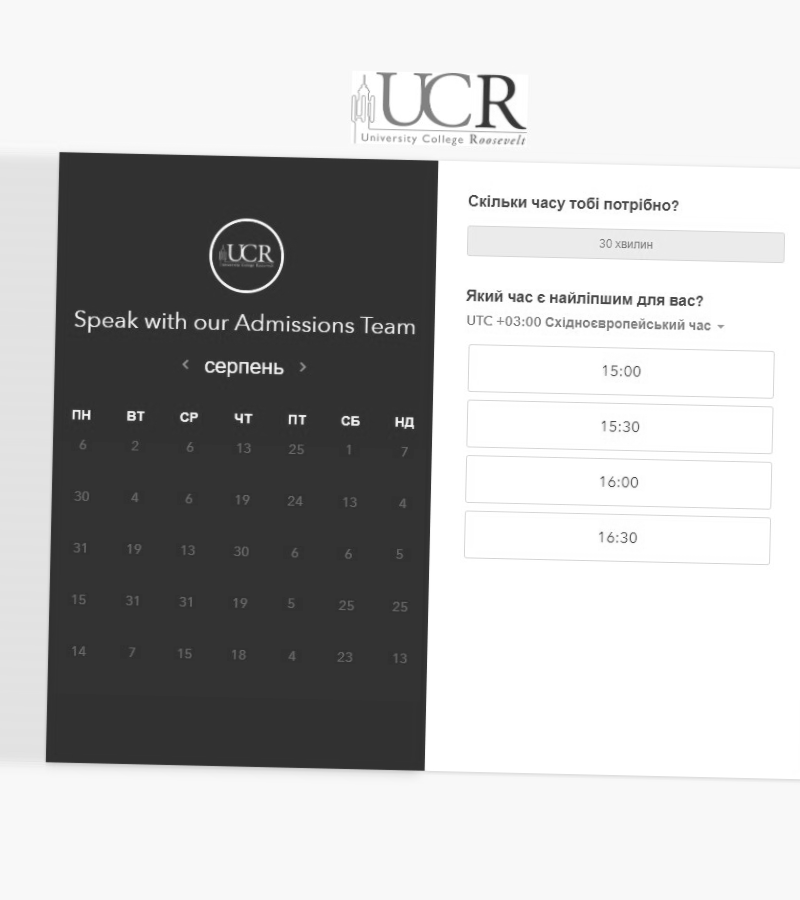 UCR
University College Roosevelt
UCR
Speak with our Admissions Team
серпень
ПН ВТ СР ЧТ ПТ СБ НД
6 2 6 13 25 1 7
30 4 6 19 24 13 4
31 19 13 30 6 6 5
15 31 31 19 5 25 25
14 7 15 18 4 23 13
Скільки часу тобі потрібно?
30 хвилин
Який час є найліпшим для вас?
UTC +03:00 Східноєвропейський час
15:00
15:30
16:00
16:30